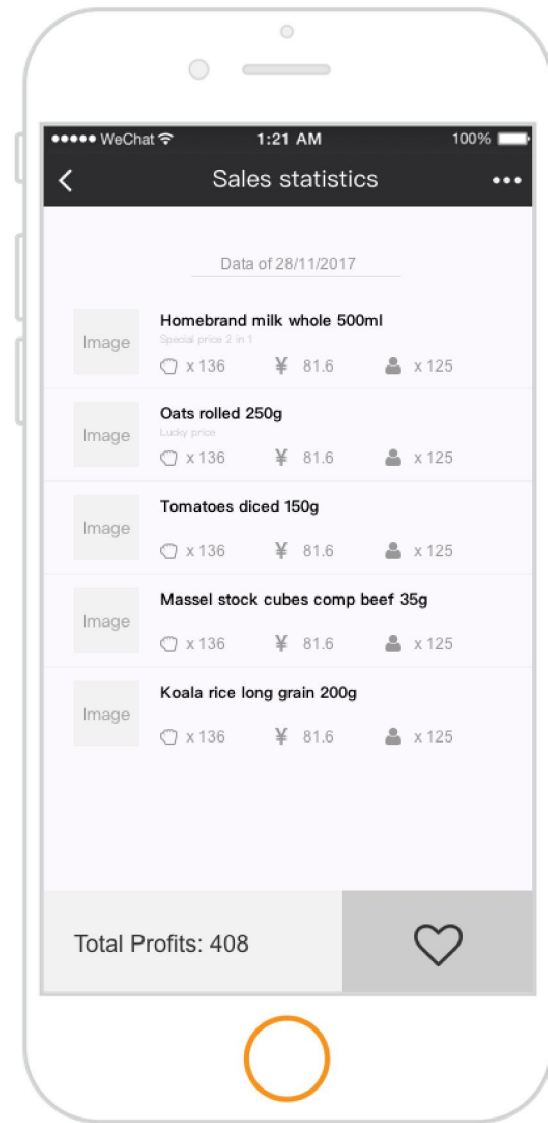 WeChat 1:21 AM 100%
Sales statistics
Data of 28/11/2017
Homebrand milk whole 500ml
Special price 2 in 1
Image
x 136 ¥ 81.6 x 125
Oats rolled 250g
Lucky price
Image
x 136 ¥ 81.6 x 125
Tomatoes diced 150g
Image
x 136 ¥ 81.6 x 125
Massel stock cubes comp beef 35g
Image
x 136 ¥ 81.6 x 125
Koala rice long grain 200g
Image
x 136 ¥ 81.6 x 125
Total Profits: 408